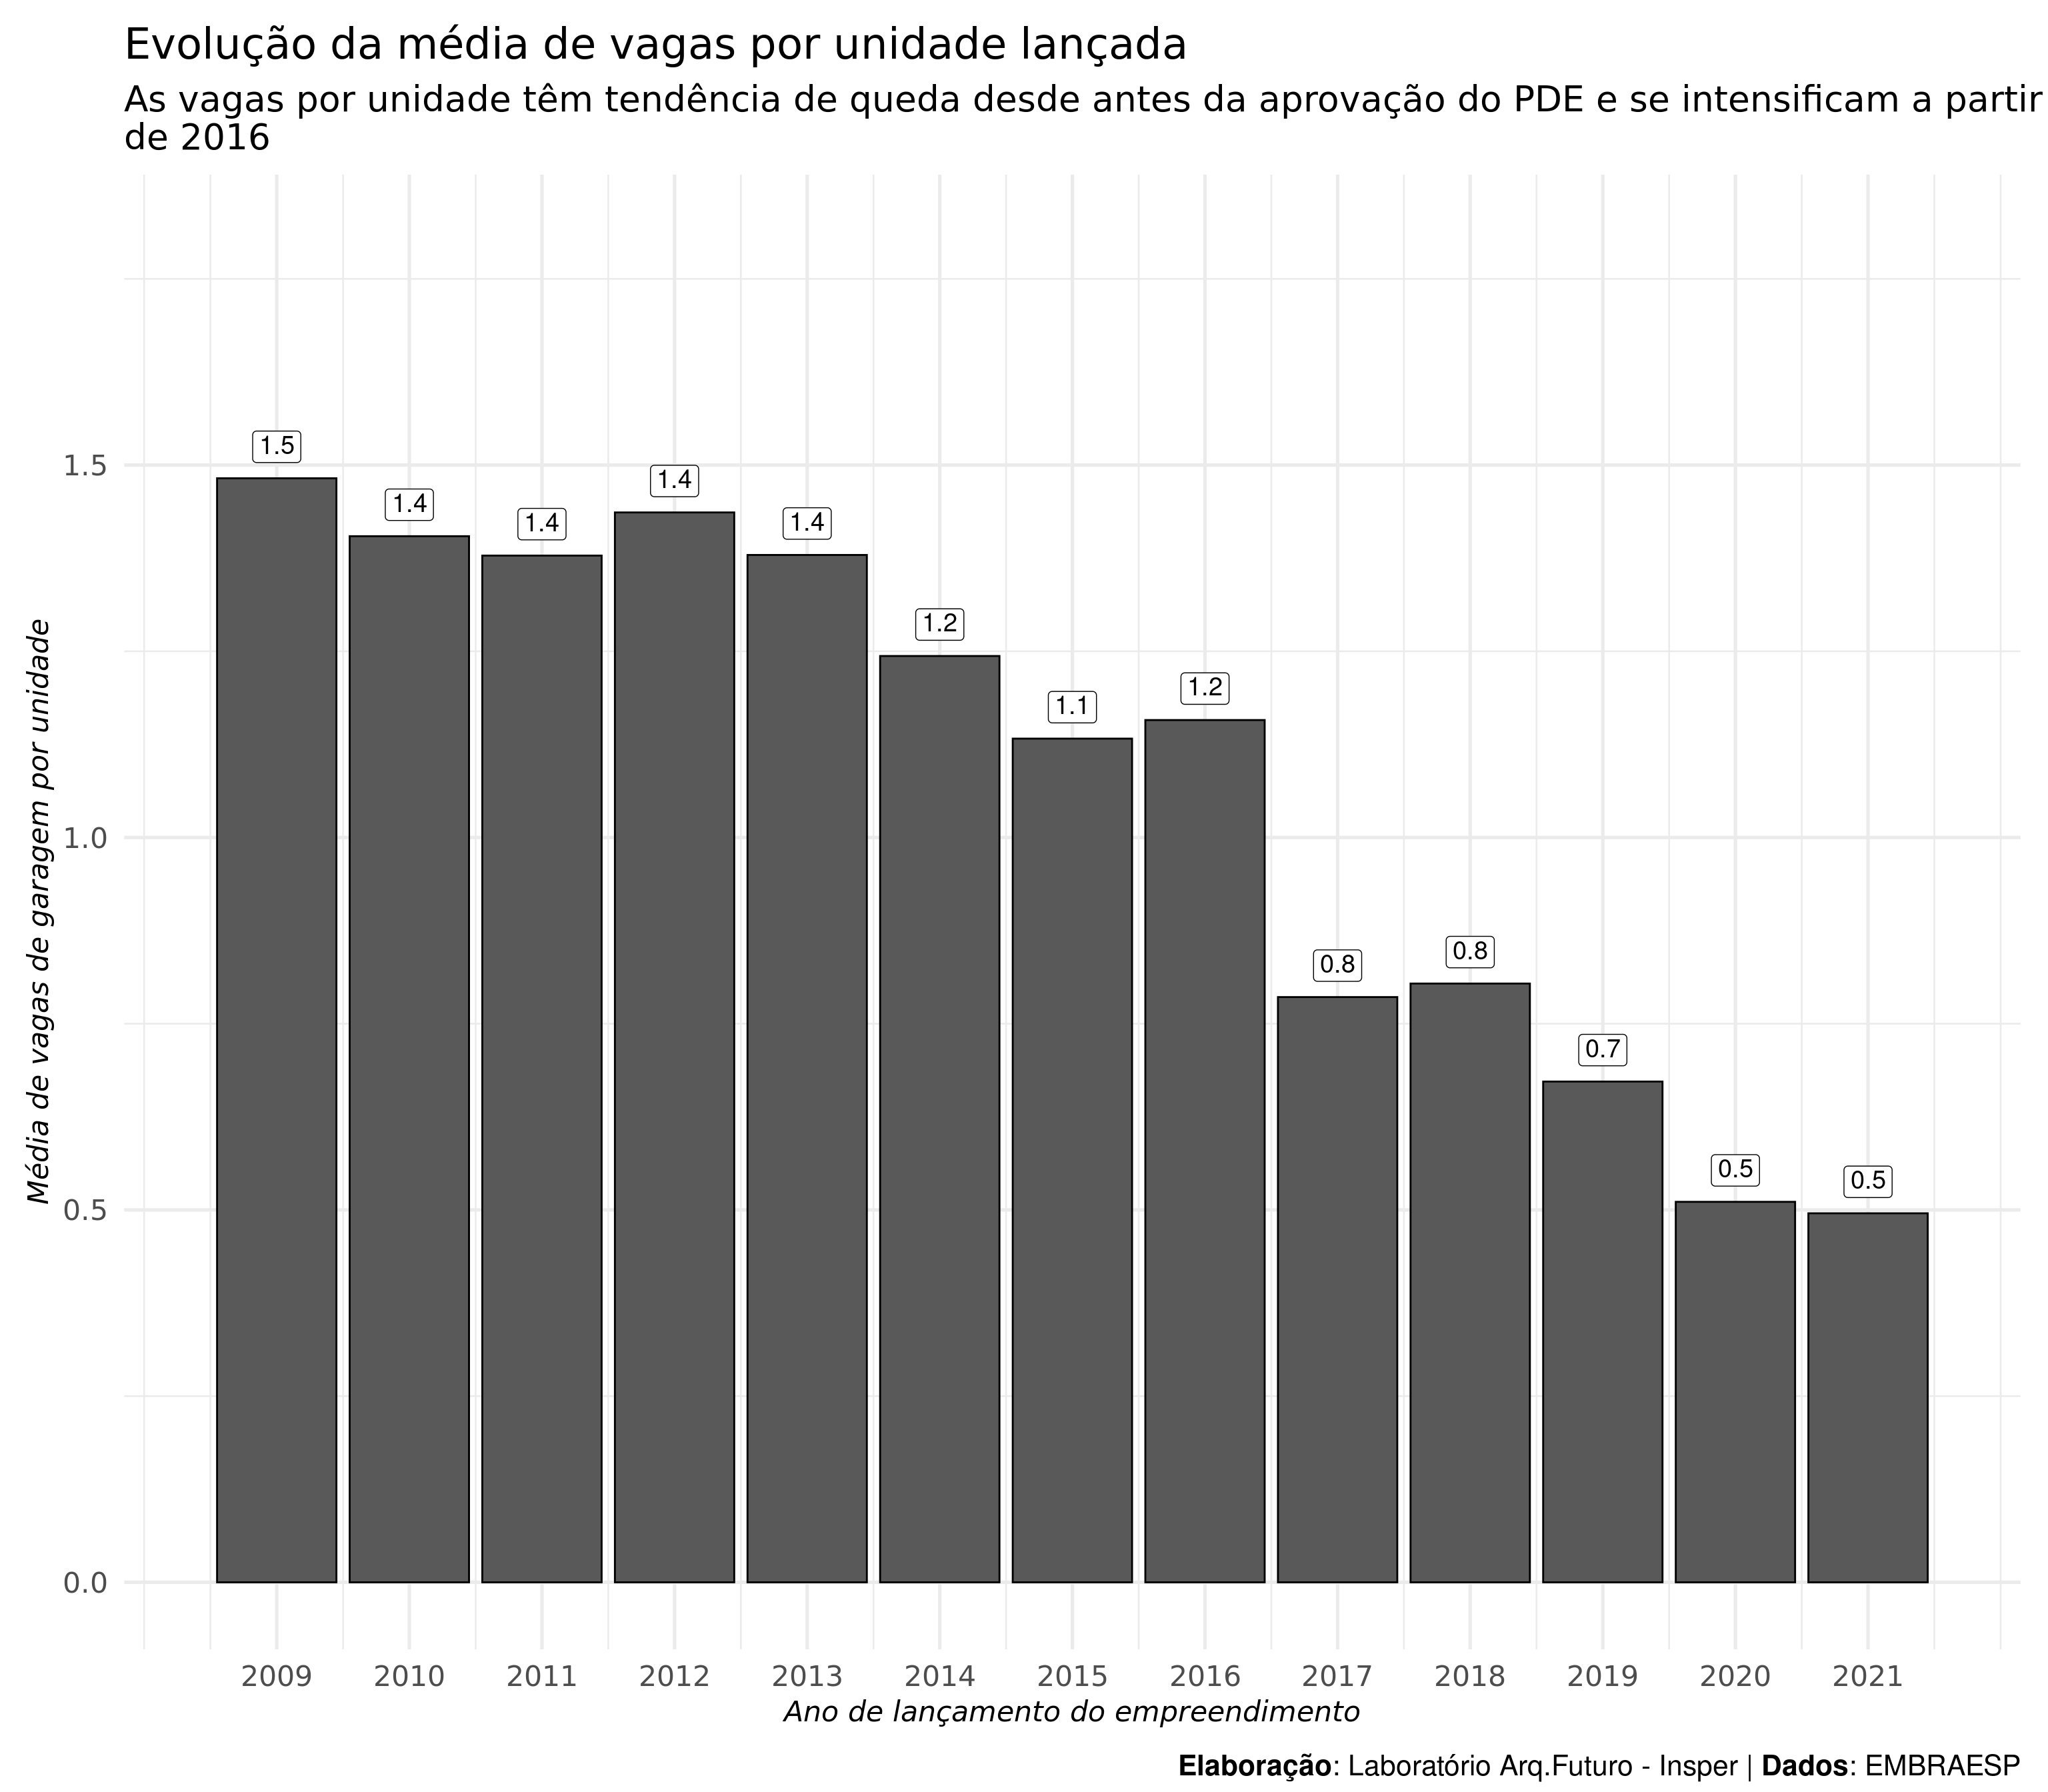 Evolução da média de vagas por unidade lançada
As vagas por unidade têm tendência de queda desde antes da aprovação do PDE e se intensificam a partir
de 2016
Média de vagas de garagem por unidade
1.5
1.0
0.5
0.0
1.5
1.4
1.4
1.4
1.4
1.2
1.1
1.2
0.8
0.8
0.7
0.5
0.5
2009 2010 2011 2012 2013 2014 2015 2016 2017 2018 2019 2020 2021
Ano de lançamento do empreendimento
Elaboração: Laboratório Arq.Futuro - Insper | Dados: EMBRAESP